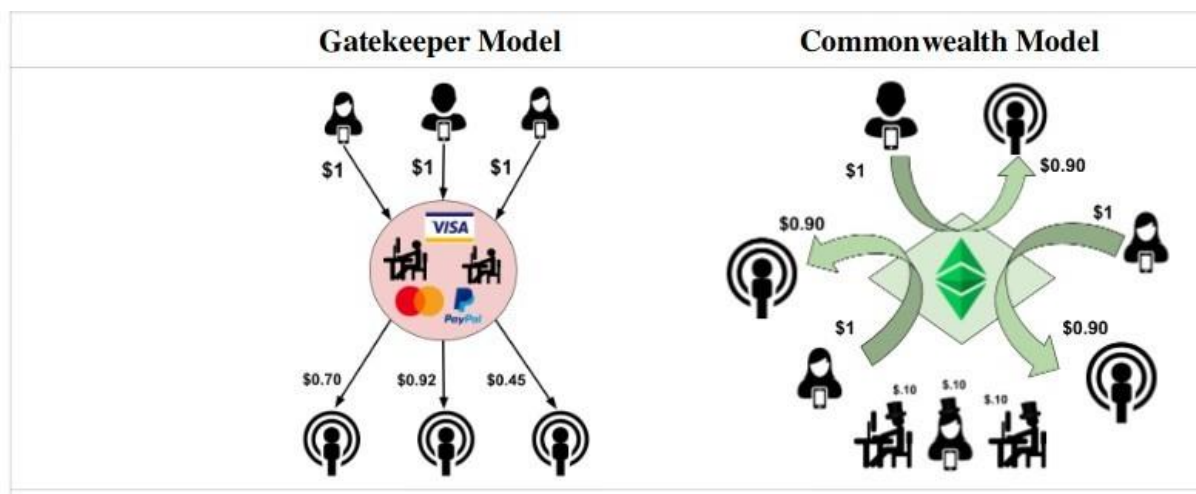 Gatekeeper Model
Commonwealth Model
$1 $1 $1
VISA
PayPal
$0.70 $0.92 $0.45
$1
$0.90
$1
$0.90
$1
$0.90
$.10 $.10 $.10